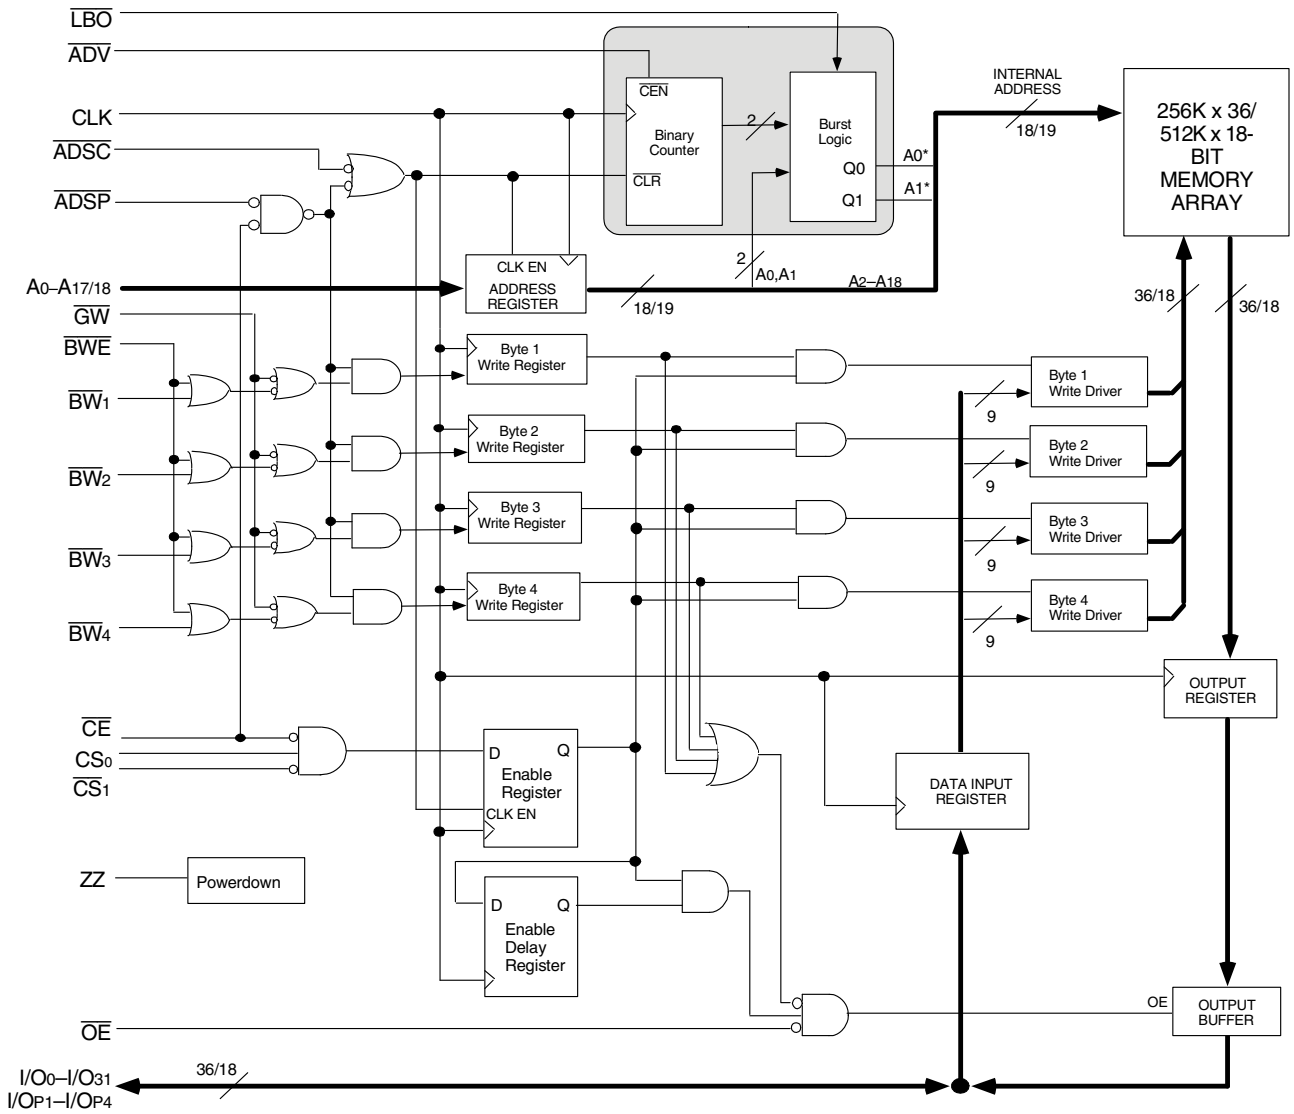 LBO
ADV
CLK
ADSC
ADSP
A0–A17/18
GW
BWE
BW1
BW2
BW3
BW4
CE
CS0
CS1
ZZ
Powerdown
OE
I/O0–I/O31
I/OP1–I/OP4
36/18
CEN
Binary
Counter
CLR
2
Burst
Logic
Q0
Q1
A0*
A1*
2
A0,A1
A2–A18
INTERNAL
ADDRESS
18/19
256K x 36/
512K x 18-
BIT
MEMORY
ARRAY
CLK EN
ADDRESS
REGISTER
18/19
36/18
36/18
Byte 1
Write Register
Byte 2
Write Register
Byte 3
Write Register
Byte 4
Write Register
9
Byte 1
Write Driver
9
Byte 2
Write Driver
9
Byte 3
Write Driver
9
Byte 4
Write Driver
OUTPUT
REGISTER
D
Q
Enable
Register
CLK EN
DATA INPUT
REGISTER
D
Q
Enable
Delay
Register
OE
OUTPUT
BUFFER